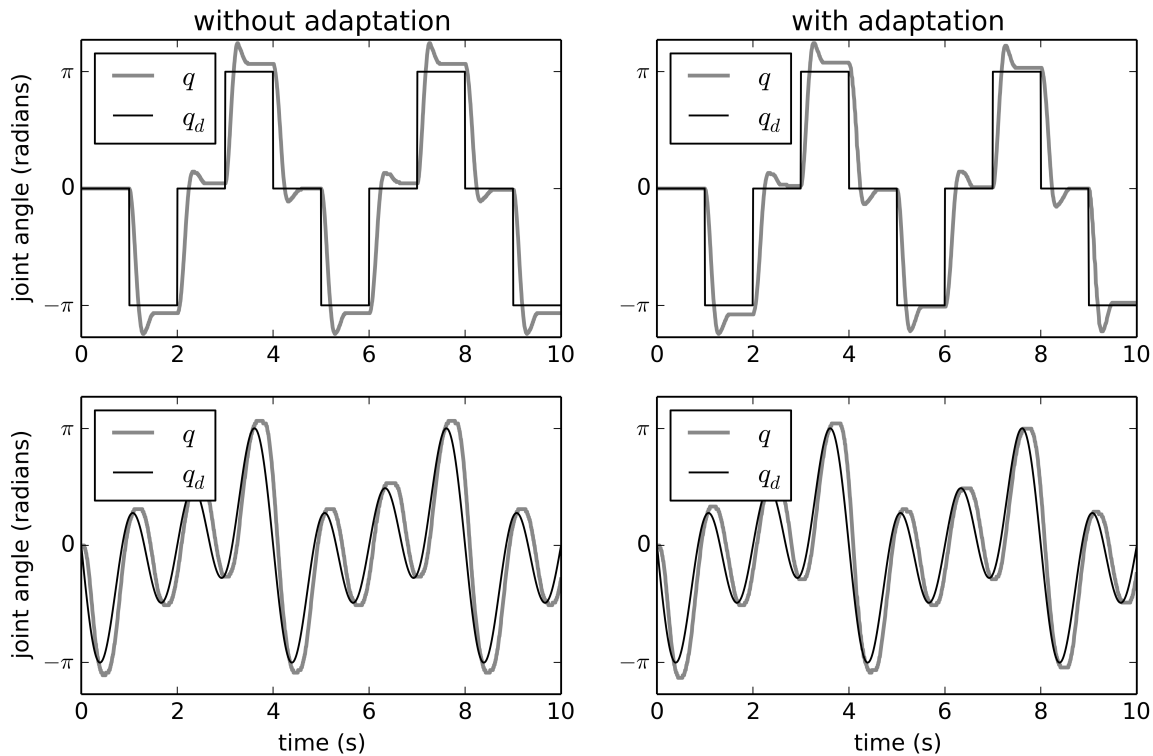 without adaptation
with adaptation
joint angle (radians)
π
0
−π
q
q_d
0 2 4 6 8 10
q
q_d
π
0
−π
0 2 4 6 8 10
joint angle (radians)
π
0
−π
q
q_d
0 2 4 6 8 10
time (s)
π
0
−π
q
q_d
0 2 4 6 8 10
time (s)